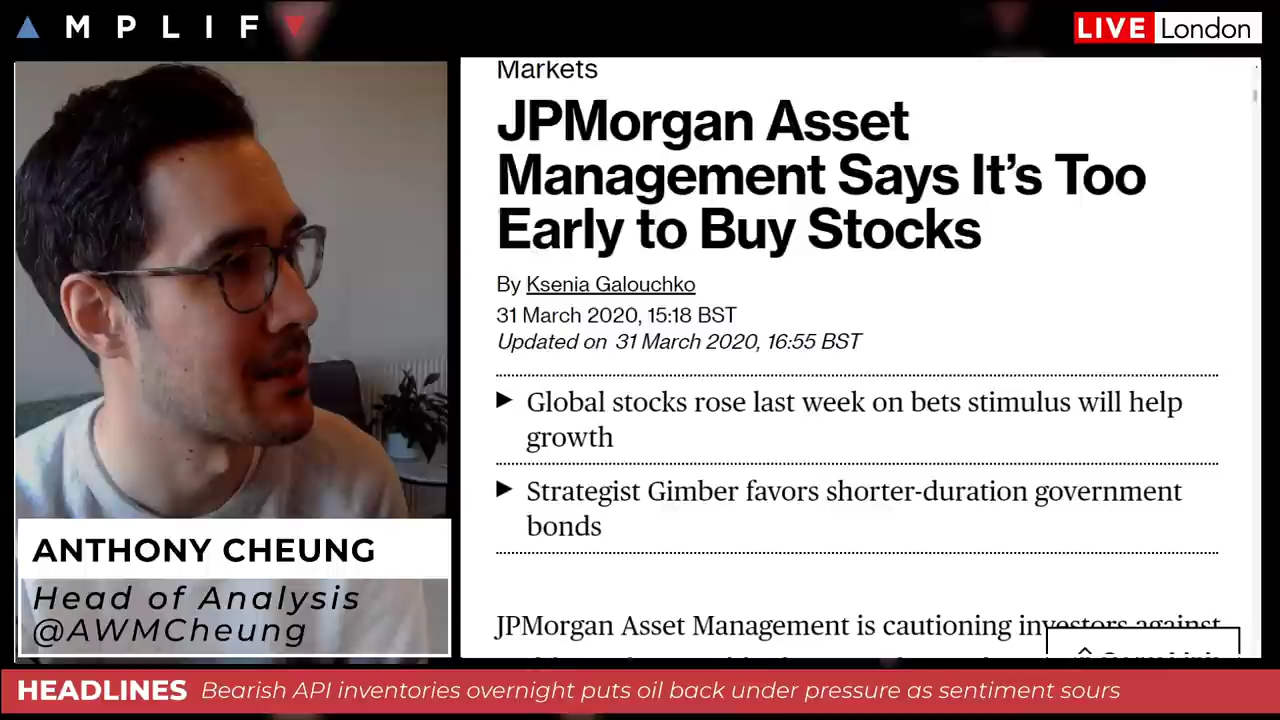 AMPLIFY
LIVE London
Markets
JPMorgan Asset
Management Says It's Too
Early to Buy Stocks
By Ksenia Galouchko
31 March 2020, 15:18 BST
Updated on 31 March 2020, 16:55 BST
Global stocks rose last week on bets stimulus will help
growth
Strategist Gimber favors shorter-duration government
bonds
JPMorgan Asset Management is cautioning investors against
ANTHONY CHEUNG
Head of Analysis
@AWMCheung
HEADLINES Bearish API inventories overnight puts oil back under pressure as sentiment sours